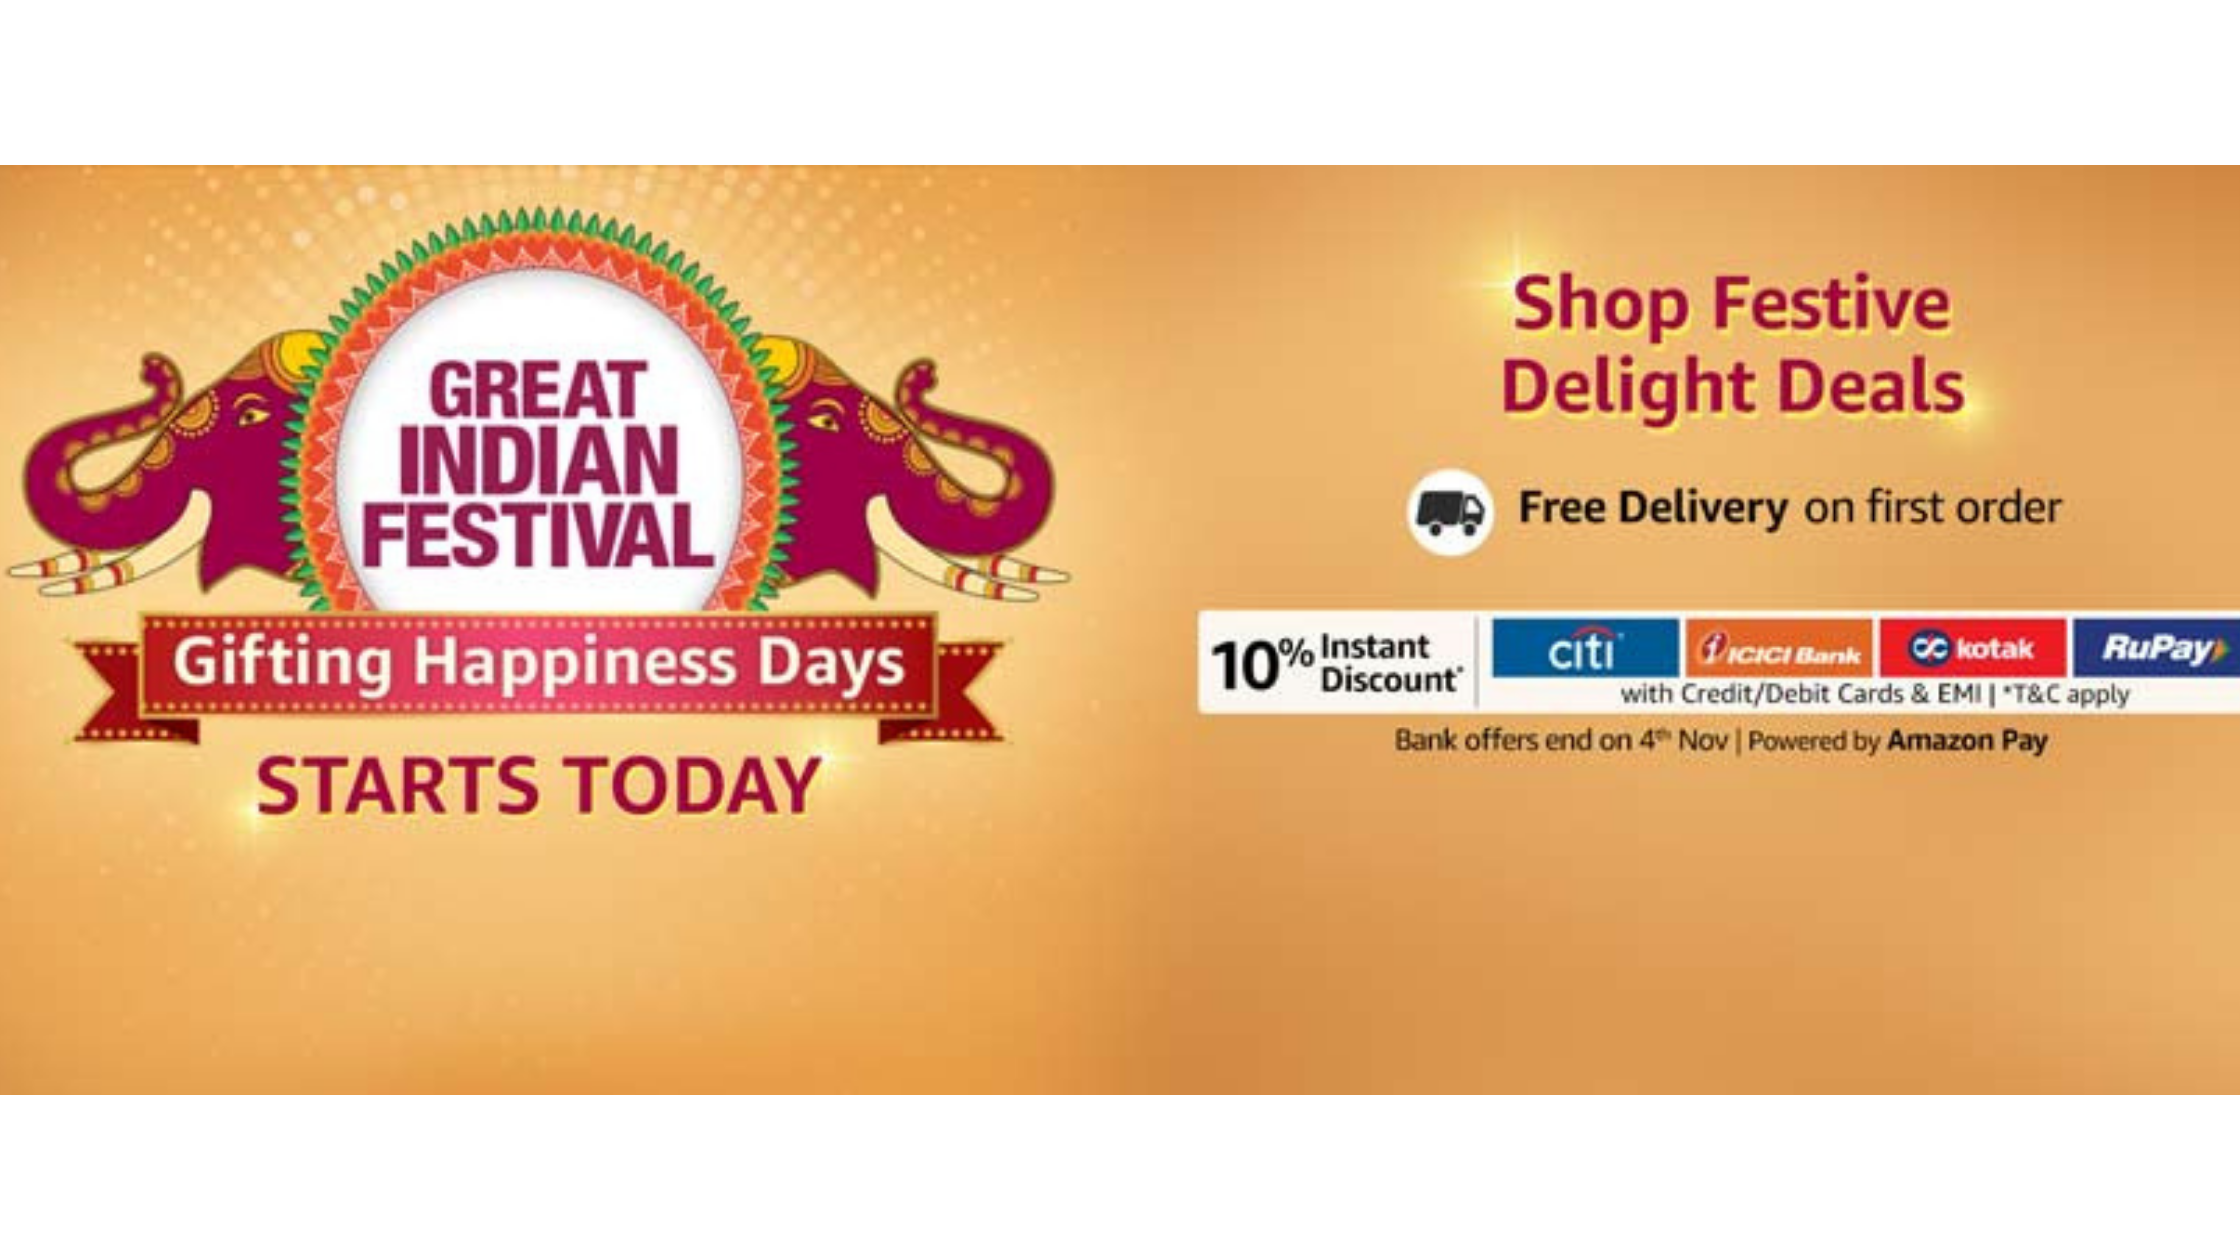 GREAT
INDIAN
FESTIVAL
Gifting Happiness Days
STARTS TODAY
Shop Festive
Delight Deals
Free Delivery on first order
10% Instant
Discount*
citi
ICICI Bank
kotak
RuPay
with Credit/Debit Cards & EMI | *T&C apply
Bank offers end on 4th Nov | Powered by Amazon Pay